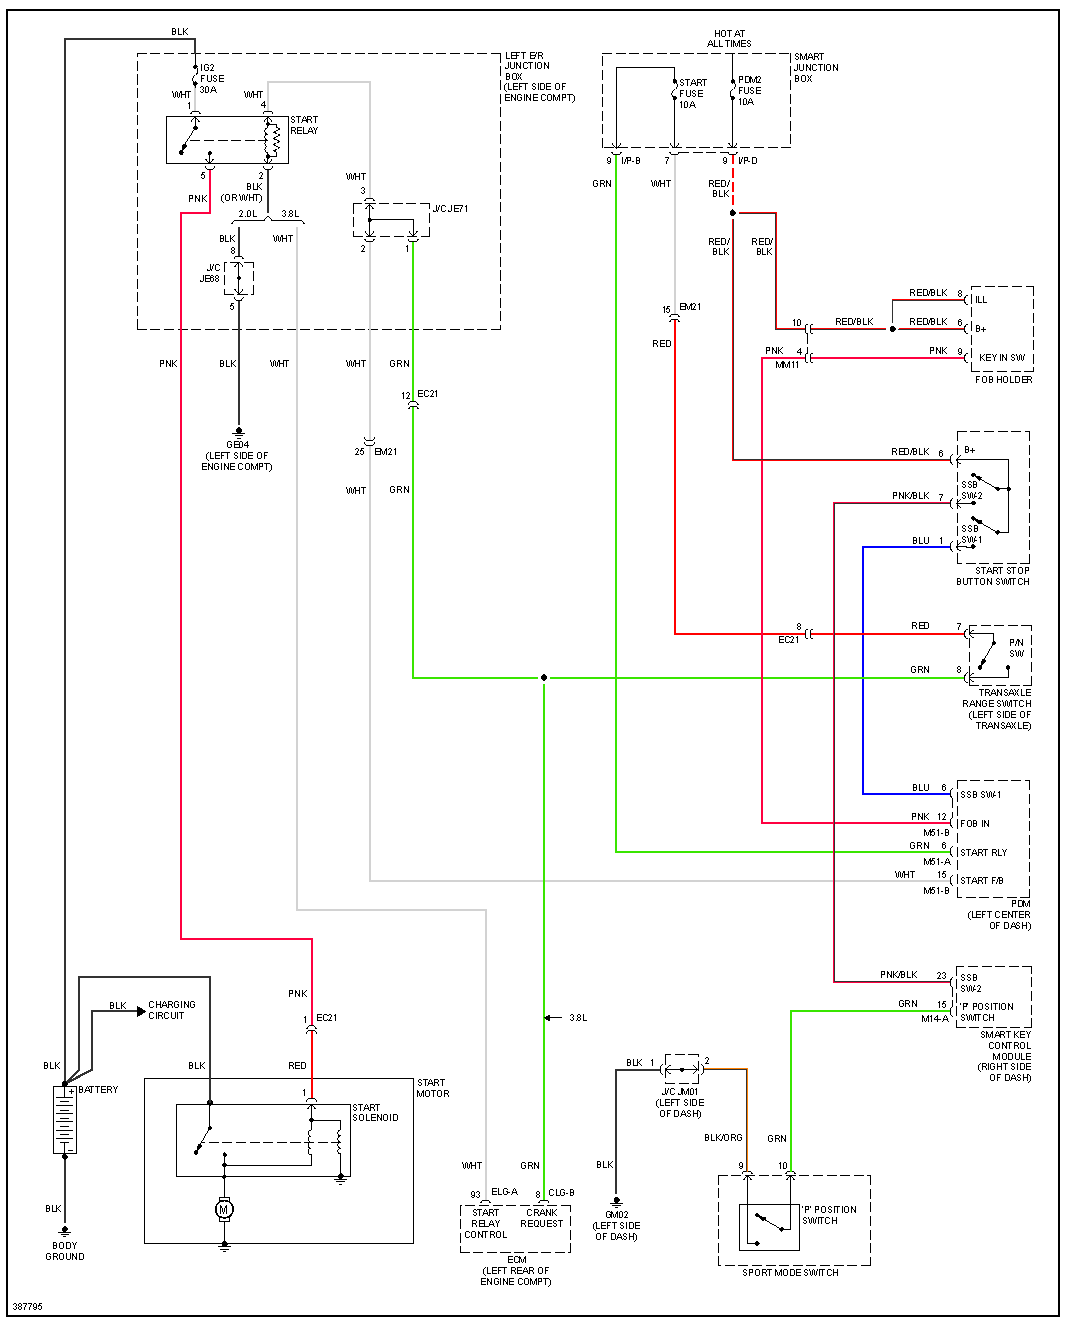 BLK
HOT AT
ALL TIMES
LEFT E/R
JUNCTION
BOX
(LEFT SIDE OF
ENGINE COMPT)
SMART
JUNCTION
BOX
IG2
FUSE
30A
START
FUSE
10A
PDM2
FUSE
10A
WHT
WHT
1
4
START
RELAY
5
2
9
I/P-B
7
9
I/P-D
PNK
BLK
(OR WHT)
WHT
3
GRN
WHT
RED/
BLK
2.0L
3.8L
J/C JE71
BLK
WHT
8
2
1
RED/
BLK
RED/
BLK
J/C
JE68
5
15
EM21
RED
RED/BLK
8
ILL
10
RED/BLK
RED/BLK
6
B+
PNK
4
PNK
9
KEY IN SW
MM11
FOB HOLDER
PNK
BLK
WHT
WHT
GRN
12
EC21
GE04
(LEFT SIDE OF
ENGINE COMPT)
25
EM21
WHT
GRN
RED/BLK
6
B+
SSB
SW-2
PNK/BLK
7
SSB
SW-1
BLU
1
START STOP
BUTTON SWITCH
8
EC21
RED
7
P/N
SW
GRN
8
TRANSAXLE
RANGE SWITCH
(LEFT SIDE OF
TRANSAXLE)
BLU
6
SSB SW-1
PNK
12
FOB IN
M51-B
GRN
6
START RLY
M51-A
WHT
15
START F/B
M51-B
PDM
(LEFT CENTER
OF DASH)
PNK/BLK
23
SSB
SW-2
GRN
15
'P' POSITION
SWITCH
M14-A
SMART KEY
CONTROL
MODULE
(RIGHT SIDE
OF DASH)
PNK
1
EC21
RED
1
BLK
CHARGING
CIRCUIT
BLK
BLK
BATTERY
+
-
START
MOTOR
START
SOLENOID
M
BLK
BODY
GROUND
3.8L
BLK
1
2
J/C JM01
(LEFT SIDE
OF DASH)
BLK/ORG
GRN
WHT
GRN
BLK
9
10
93
ELG-A
8
CLG-B
START
RELAY
CONTROL
CRANK
REQUEST
ECM
(LEFT REAR OF
ENGINE COMPT)
GM02
(LEFT SIDE
OF DASH)
'P' POSITION
SWITCH
SPORT MODE SWITCH
387795